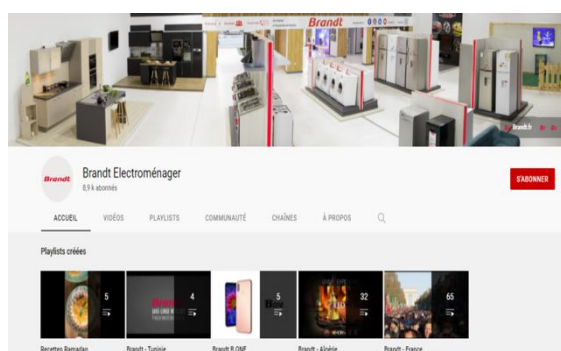 Brandt
Brandt.fr
Brandt
Brandt Electroménager
8,9 k abonnés
S'ABONNER
ACCUEIL
VIDÉOS
PLAYLISTS
COMMUNAUTÉ
CHAÎNES
À PROPOS
Playlists créées
5
4
5
32
65
Recettes Ramadan
Brandt - Tunisie
Brandt B.ONE
Brandt - Algérie
Brandt - France